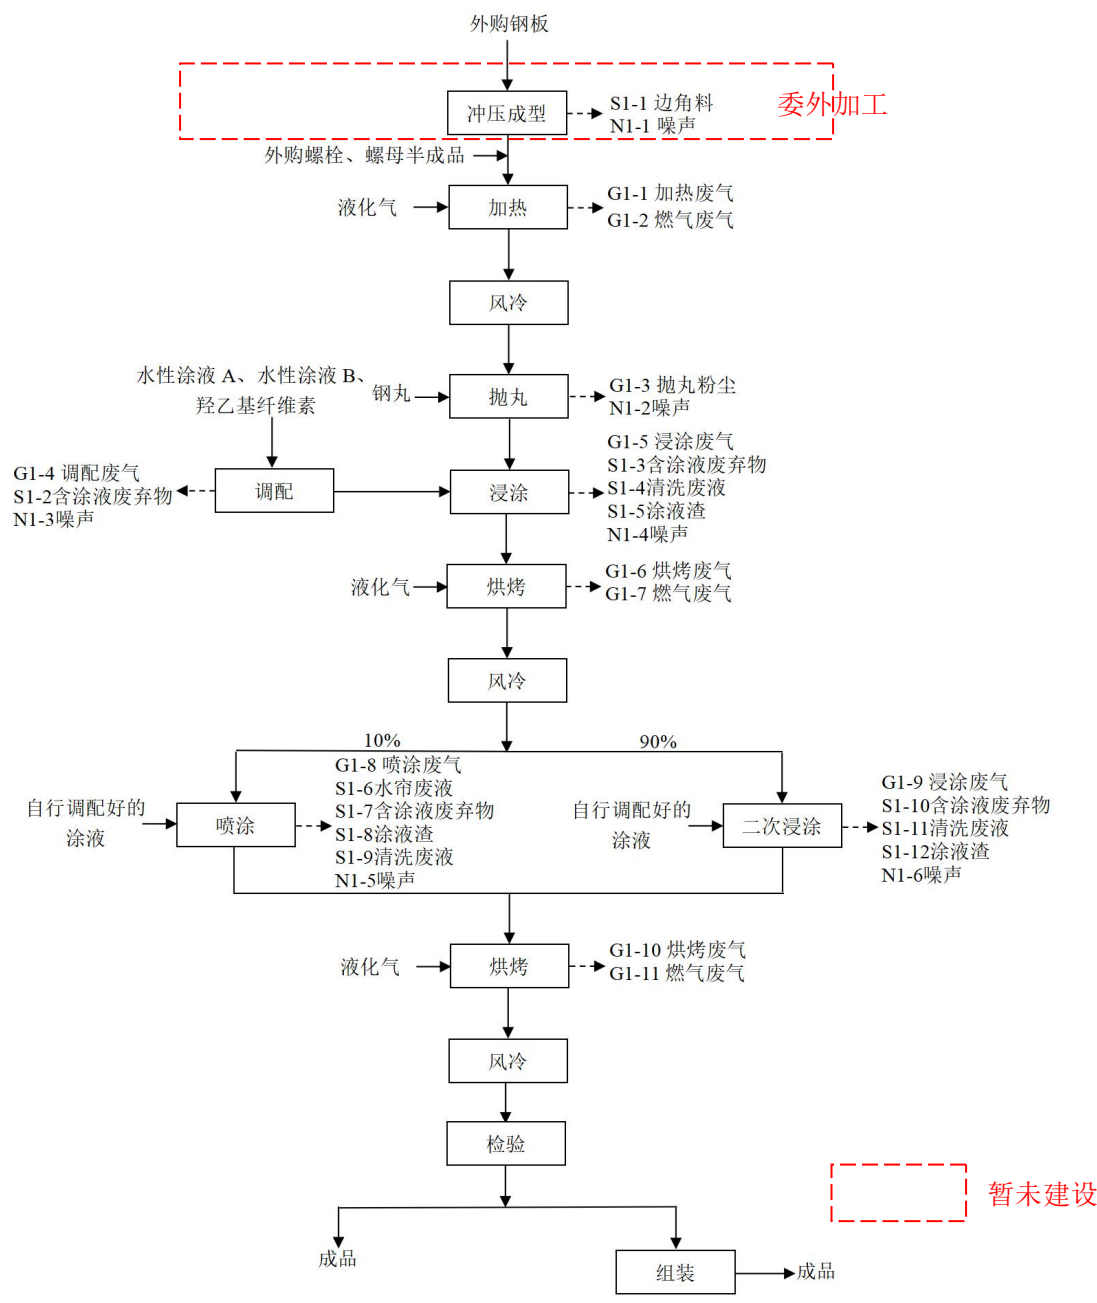 外购钢板
冲压成型
S1-1 边角料
N1-1 噪声
委外加工
外购螺栓、螺母半成品
液化气
加热
G1-1 加热废气
G1-2 燃气废气
风冷
水性涂液 A、水性涂液 B、
羟乙基纤维素
钢丸
抛丸
G1-3 抛丸粉尘
N1-2噪声
G1-4 调配废气
S1-2含涂液废弃物
N1-3噪声
调配
浸涂
G1-5 浸涂废气
S1-3含涂液废弃物
S1-4清洗废液
S1-5涂液渣
N1-4噪声
液化气
烘烤
G1-6 烘烤废气
G1-7 燃气废气
风冷
10%
90%
自行调配好的
涂液
喷涂
G1-8 喷涂废气
S1-6水帘废液
S1-7含涂液废弃物
S1-8涂液渣
S1-9清洗废液
N1-5噪声
自行调配好的
涂液
二次浸涂
G1-9 浸涂废气
S1-10含涂液废弃物
S1-11清洗废液
S1-12涂液渣
N1-6噪声
液化气
烘烤
G1-10 烘烤废气
G1-11 燃气废气
风冷
检验
暂未建设
成品
组装
成品